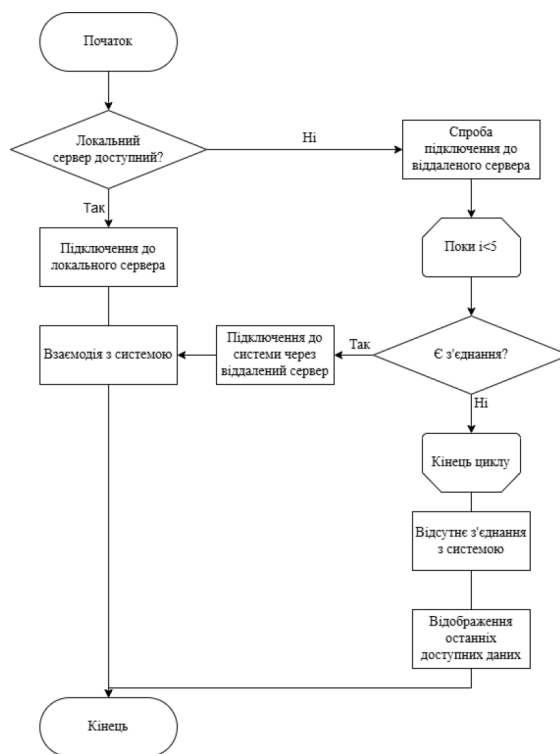 Початок
Локальний
сервер доступний?
Ні
Спроба
підключення до
віддаленого сервера
Так
Підключення до
локального сервера
Поки i<5
Взаємодія з системою
Підключення до
системи через
віддалений сервер
Так
Є з'єднання?
Ні
Кінець циклу
Відсутнє з'єднання
з системою
Відображення
останніх
доступних даних
Кінець